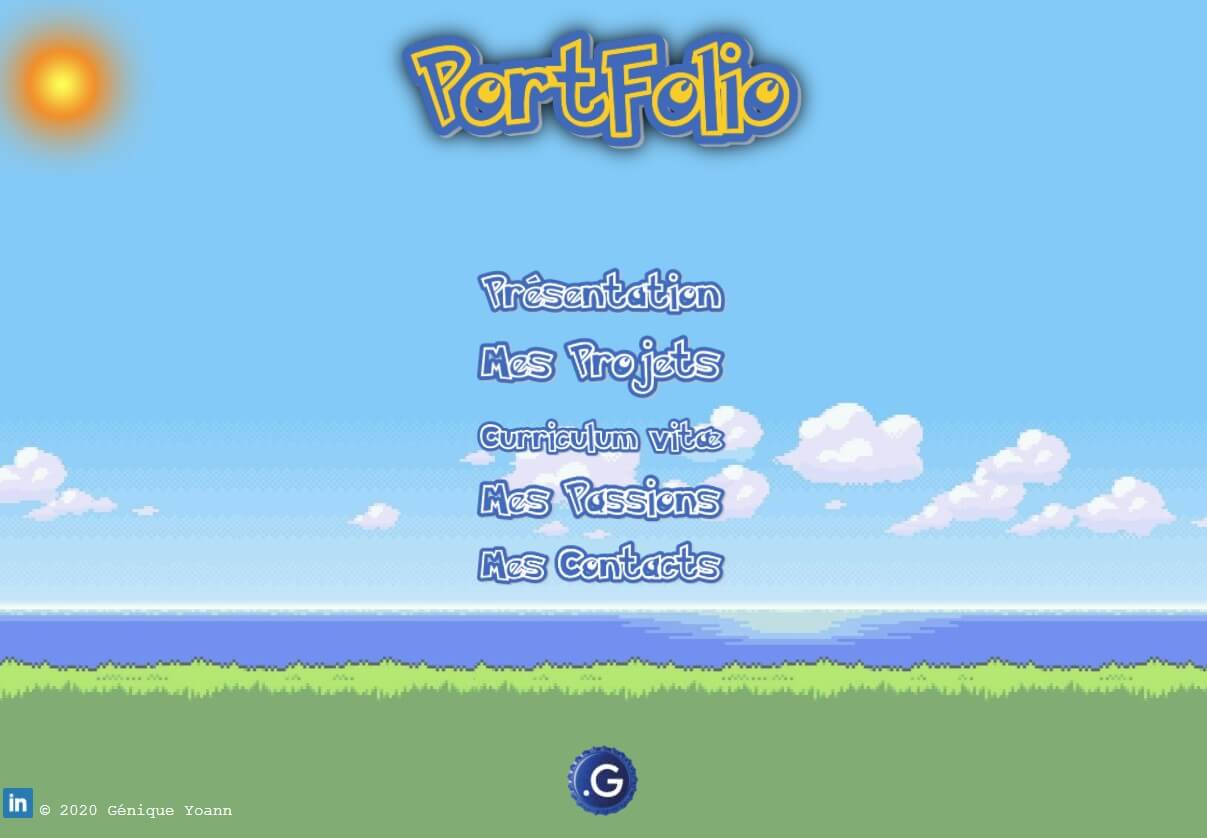 PortFolio
Présentation
Mes Projets
Curriculum vitæ
Mes Passions
Mes Contacts
.G
in © 2020 Génique Yoann